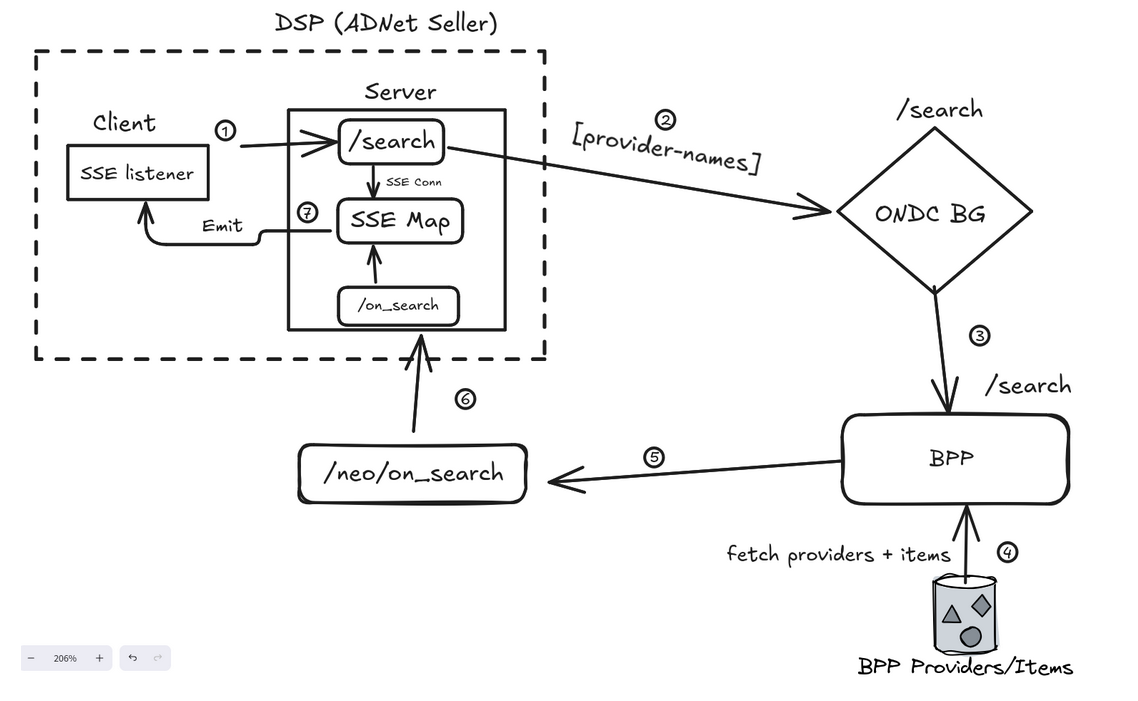 DSP (ADNet Seller)
Server
Client
1
/search
SSE listener
SSE Conn
SSE Map
7
Emit
/on_search
2
[provider-names]
/search
ONDC BG
3
/search
BPP
4
fetch providers + items
BPP Providers/Items
5
/neo/on_search
6
− 206% +